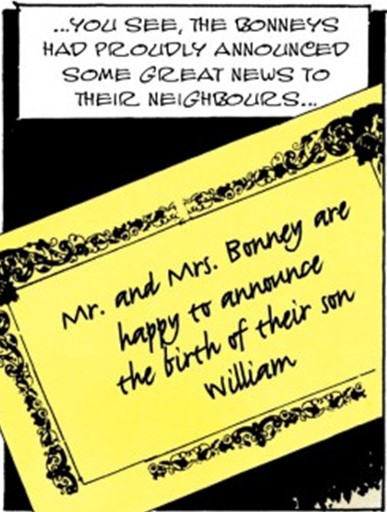 ...YOU SEE, THE BONNEYS
HAD PROUDLY ANNOUNCED
SOME GREAT NEWS TO
THEIR NEIGHBOURS...
Mr. and Mrs. Bonney are
happy to announce
the birth of their son
William